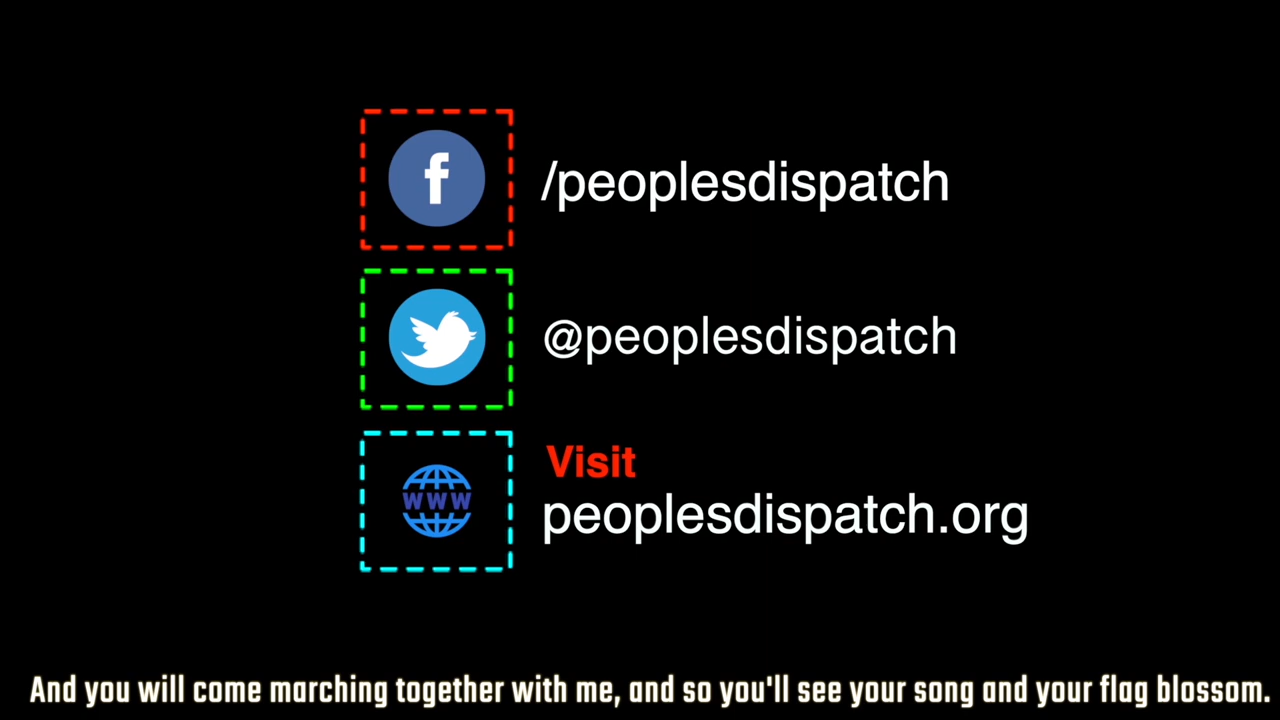 f
/peoplesdispatch
@peoplesdispatch
Visit
WWW
peoplesdispatch.org
And you will come marching together with me, and so you'll see your song and your flag blossom.